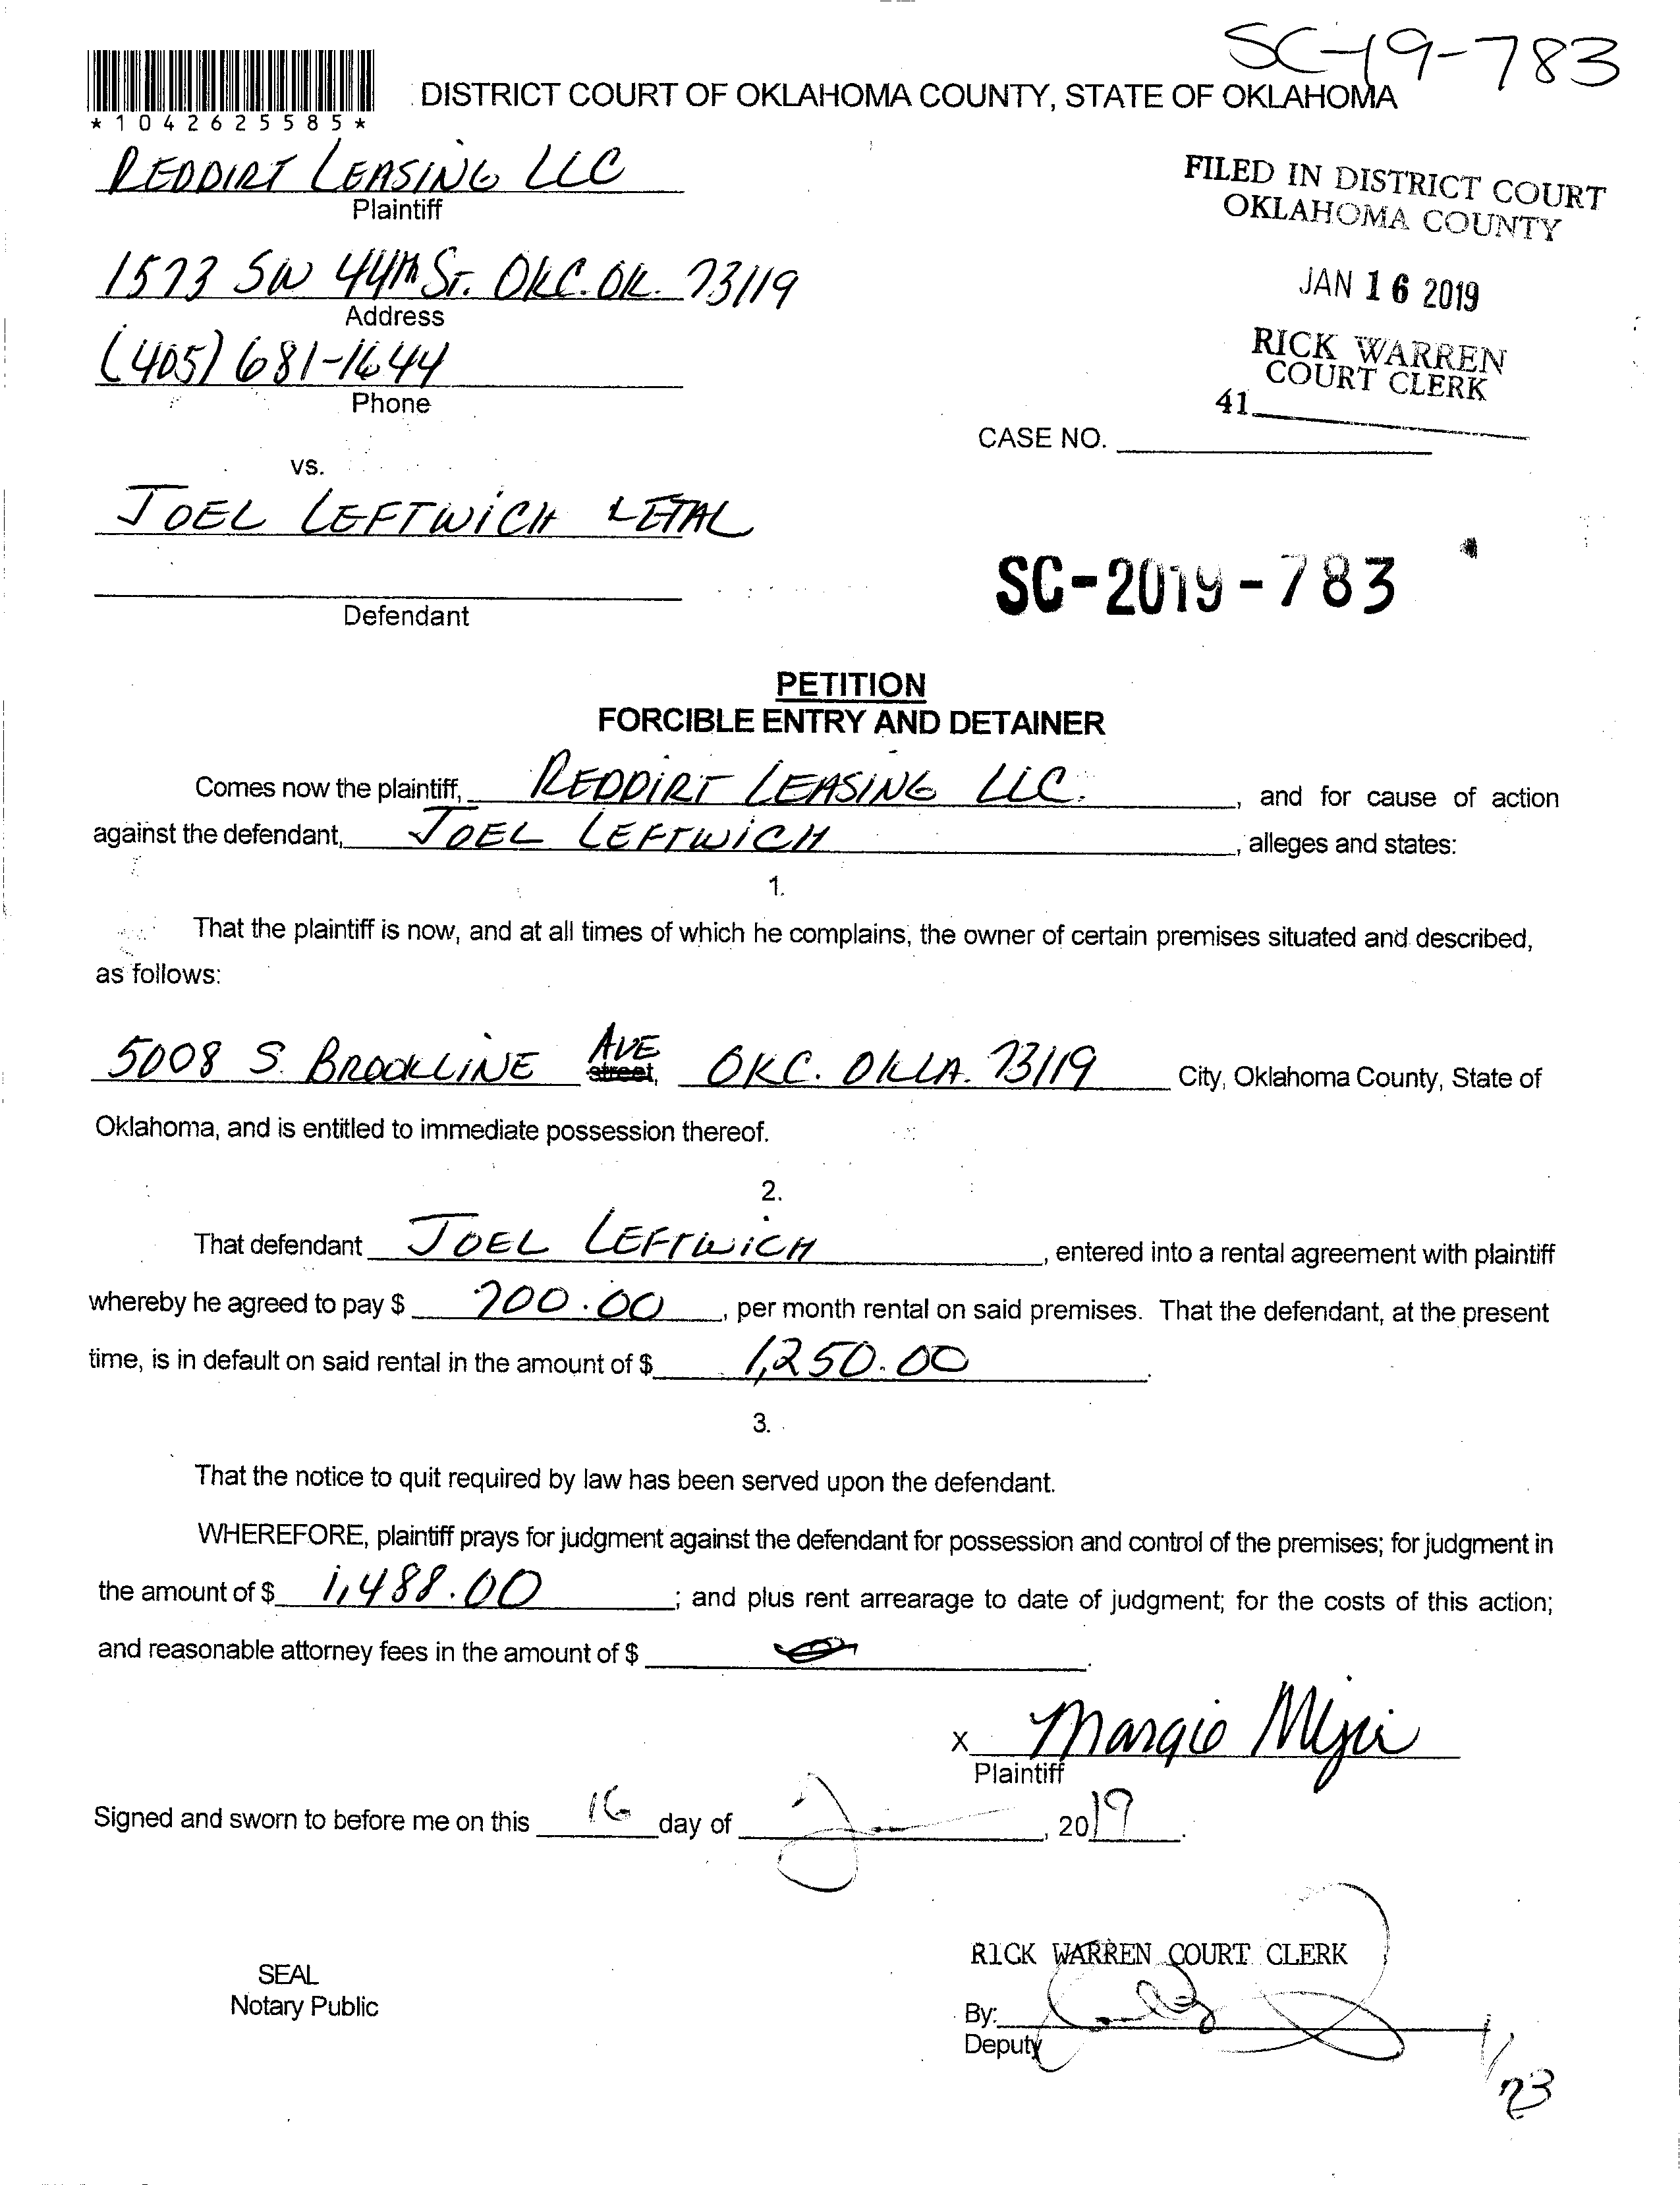 SC-19-783
*1042625585*
DISTRICT COURT OF OKLAHOMA COUNTY, STATE OF OKLAHOMA
REDDIRT LEASING LLC
Plaintiff
FILED IN DISTRICT COURT
OKLAHOMA COUNTY
1573 SW 44th ST. OKC. OK. 73119
Address
JAN 16 2019
(405) 681-1644
Phone
RICK WARREN
COURT CLERK
41
CASE NO.
vs.
JOEL LEFTWICH ETAL
Defendant
SC-2019-783
PETITION
FORCIBLE ENTRY AND DETAINER
Comes now the plaintiff, REDDIRT LEASING LLC. , and for cause of action
against the defendant, JOEL LEFTWICH , alleges and states:
1.
That the plaintiff is now, and at all times of which he complains, the owner of certain premises situated and described,
as follows:
5008 S. BROOKLINE AVE street, OKC. OKLA. 73119 City, Oklahoma County, State of
Oklahoma, and is entitled to immediate possession thereof.
2.
That defendant JOEL LEFTWICH , entered into a rental agreement with plaintiff
whereby he agreed to pay $ 700.00 , per month rental on said premises. That the defendant, at the present
time, is in default on said rental in the amount of $ 1,250.00 .
3.
That the notice to quit required by law has been served upon the defendant.
WHEREFORE, plaintiff prays for judgment against the defendant for possession and control of the premises; for judgment in
the amount of $ 1,488.00 ; and plus rent arrearage to date of judgment; for the costs of this action;
and reasonable attorney fees in the amount of $ .
x Margie
Plaintiff
Signed and sworn to before me on this 16 day of , 2019.
RICK WARREN COURT CLERK
SEAL
Notary Public
By:
Deputy
1/23